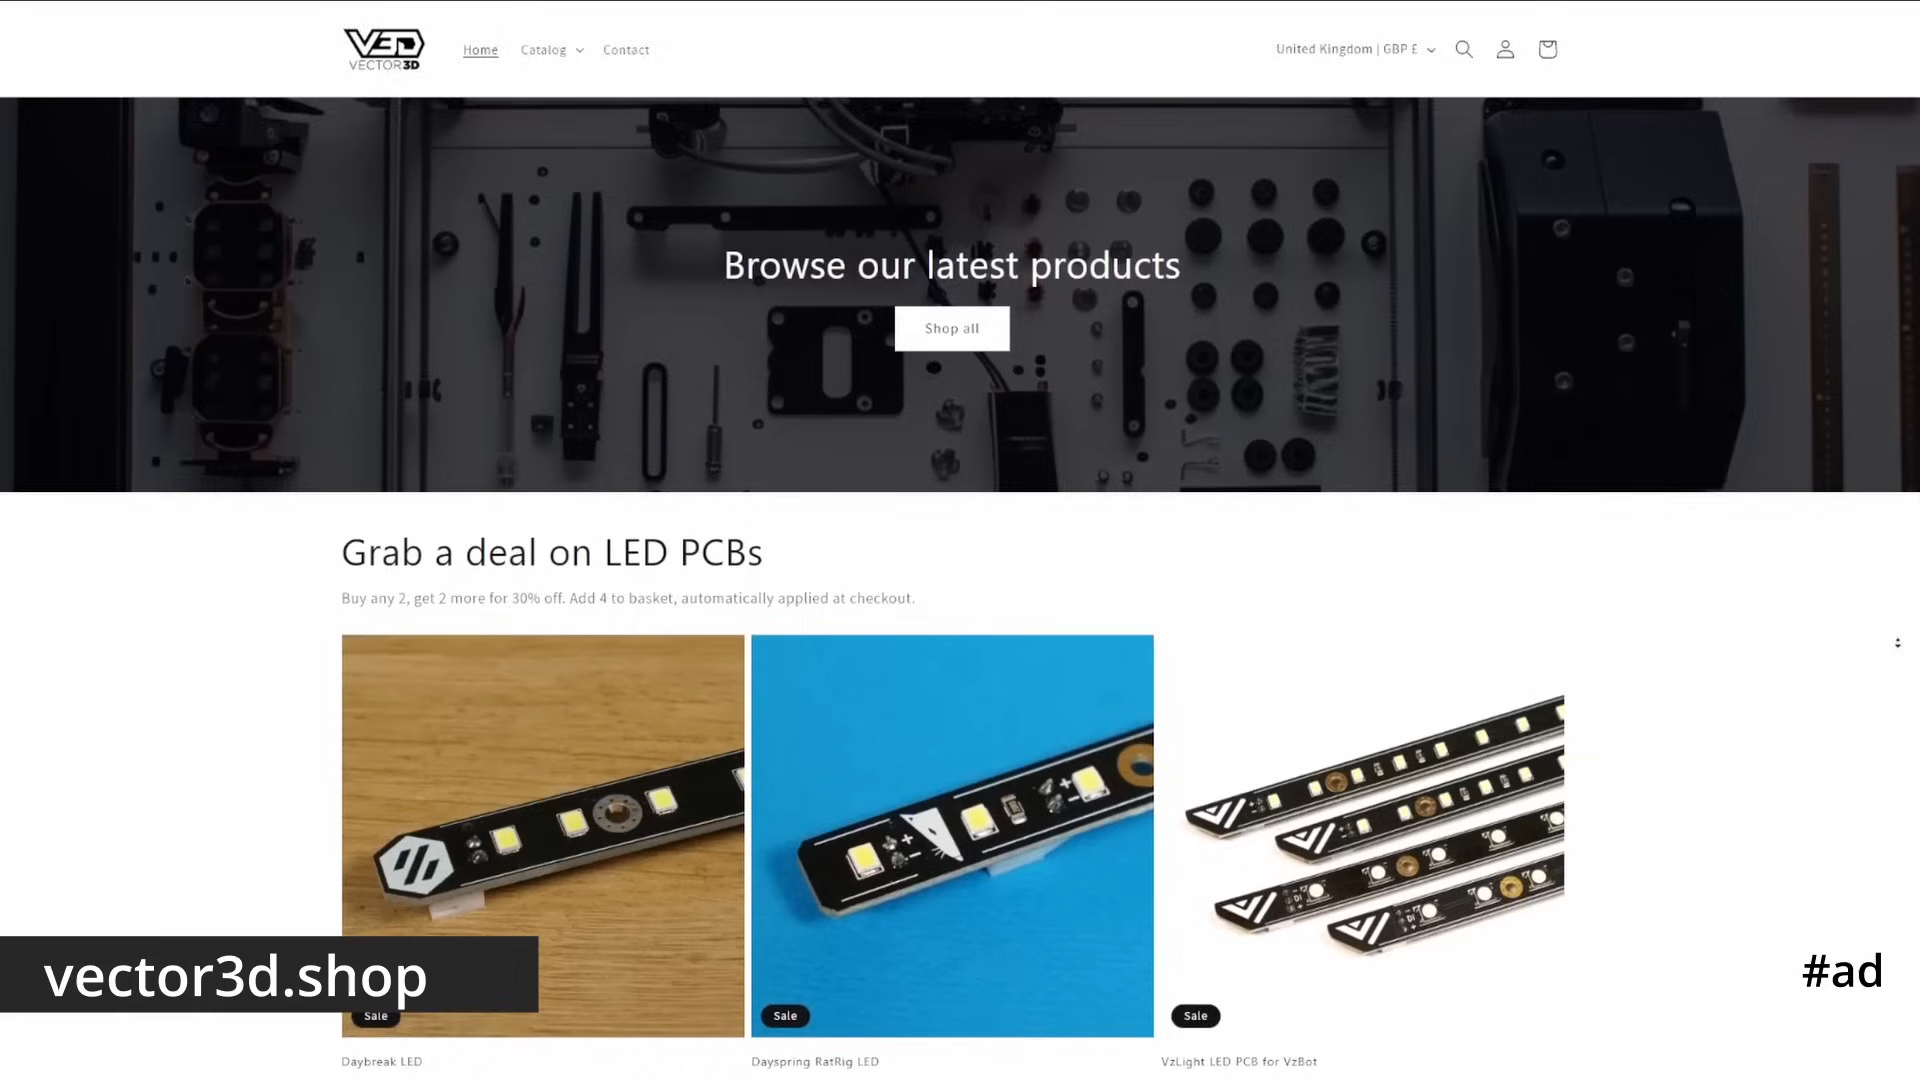 V3D
VECTOR3D
Home
Catalog
Contact
United Kingdom | GBP £
Browse our latest products
Shop all
Grab a deal on LED PCBs
Buy any 2, get 2 more for 30% off. Add 4 to basket, automatically applied at checkout.
vector3d.shop
#ad
Sale
Sale
Sale
Daybreak LED
Dayspring RatRig LED
VzLight LED PCB for VzBot